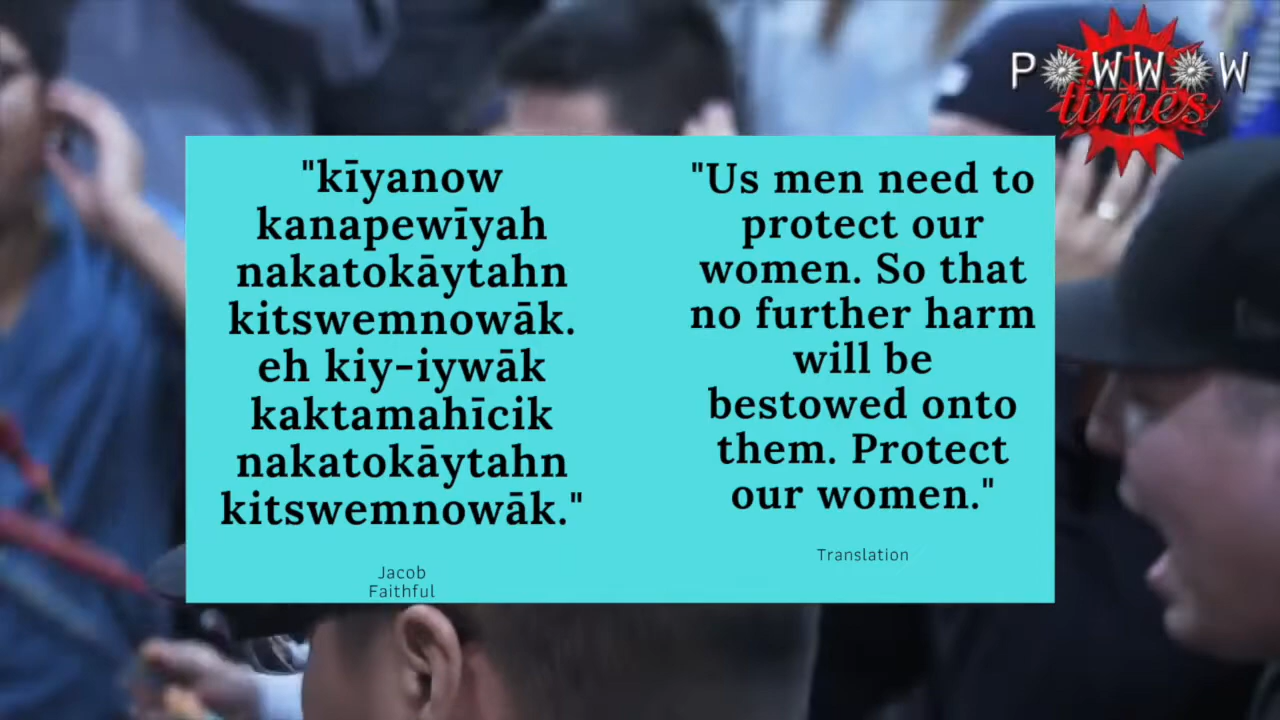 POWWOW
times
"kīyanow
kanapewīyah
nakatokāytahn
kitswemnowāk.
eh kiy-iywāk
kaktamahīcik
nakatokāytahn
kitswemnowāk."
Jacob
Faithful
"Us men need to
protect our
women. So that
no further harm
will be
bestowed onto
them. Protect
our women."
Translation